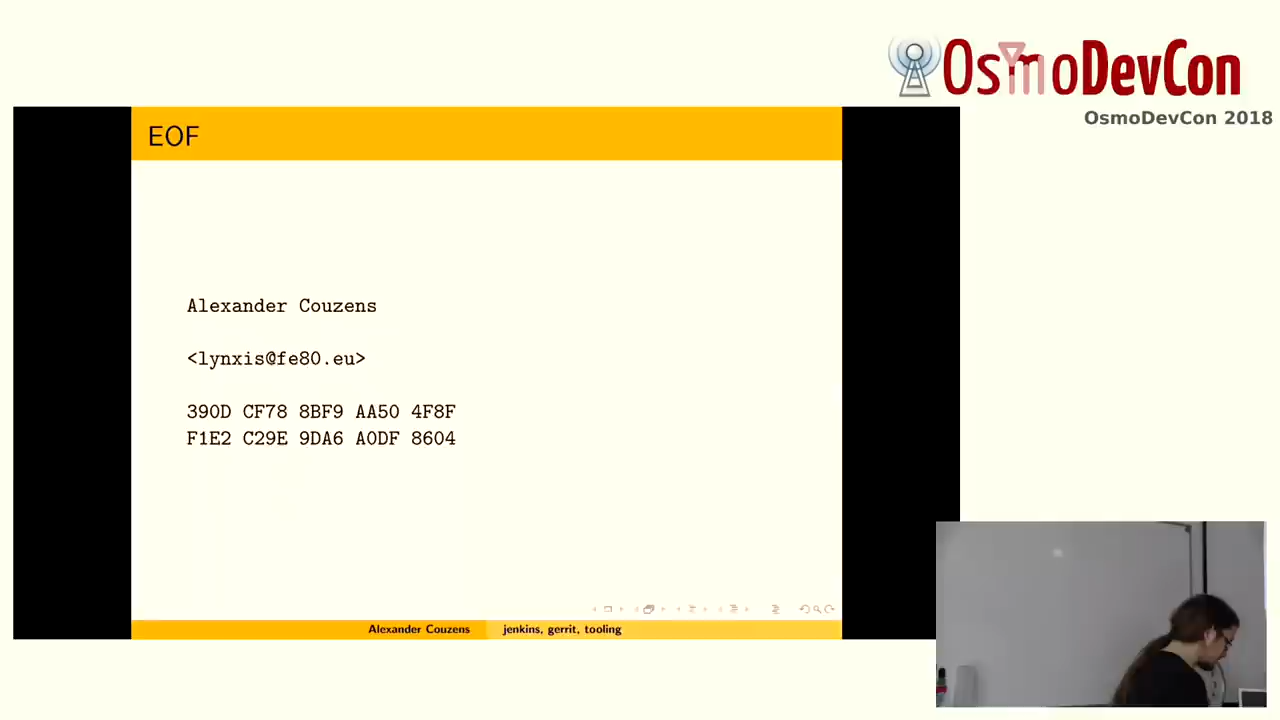 OsmoDevCon
OsmoDevCon 2018
EOF
Alexander Couzens
<lynxis@fe80.eu>
390D CF78 8BF9 AA50 4F8F
F1E2 C29E 9DA6 A0DF 8604
Alexander Couzens jenkins, gerrit, tooling